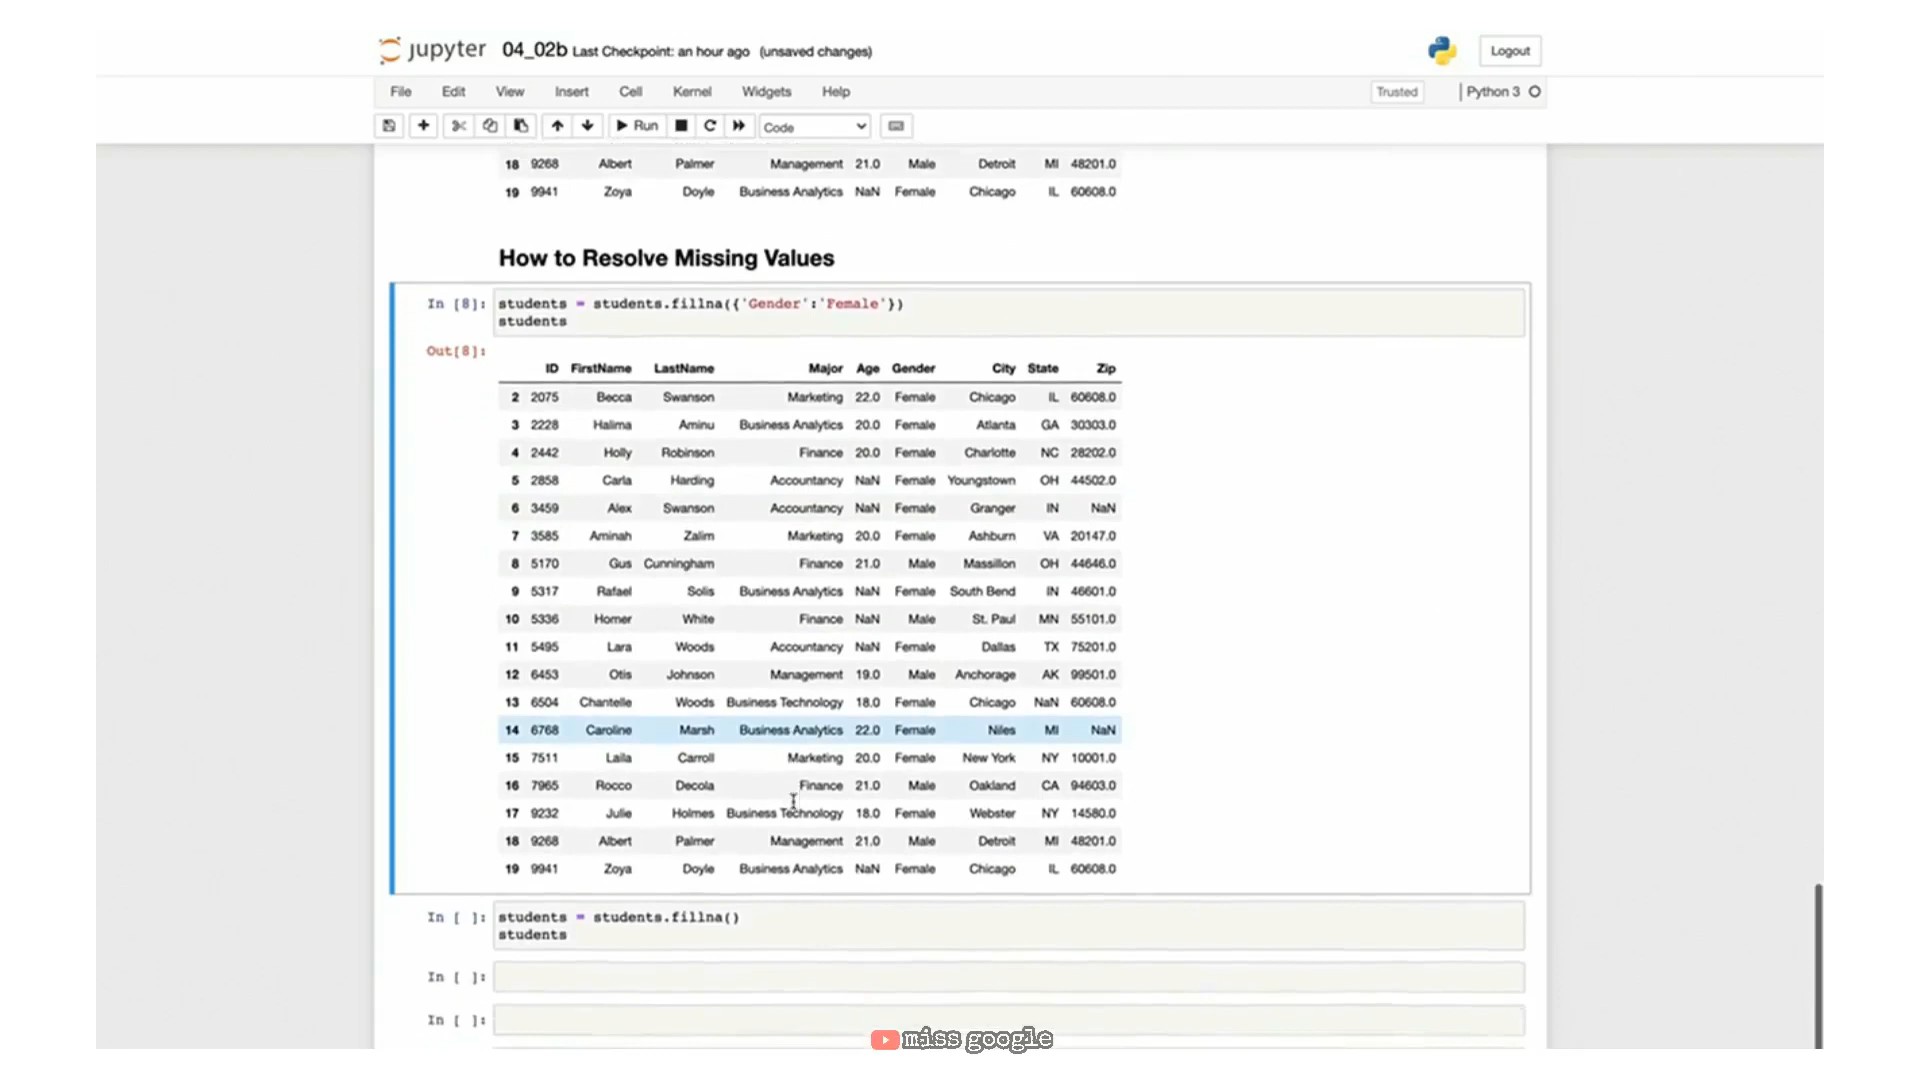 jupyter 04_02b Last Checkpoint: an hour ago (unsaved changes) Logout
File Edit View Insert Cell Kernel Widgets Help Trusted Python 3
Run Code
18 9268 Albert Palmer Management 21.0 Male Detroit MI 48201.0
19 9941 Zoya Doyle Business Analytics NaN Female Chicago IL 60608.0
How to Resolve Missing Values
In [8]: students = students.fillna({'Gender':'Female'})
students
Out[8]:
ID FirstName LastName Major Age Gender City State Zip
2 2075 Becca Swanson Marketing 22.0 Female Chicago IL 60608.0
3 2228 Halima Aminu Business Analytics 20.0 Female Atlanta GA 30303.0
4 2442 Holly Robinson Finance 20.0 Female Charlotte NC 28202.0
5 2858 Carla Harding Accountancy NaN Female Youngstown OH 44502.0
6 3459 Alex Swanson Accountancy NaN Female Granger IN NaN
7 3585 Aminah Zalim Marketing 20.0 Female Ashburn VA 20147.0
8 5170 Gus Cunningham Finance 21.0 Male Massillon OH 44646.0
9 5317 Rafael Solis Business Analytics NaN Female South Bend IN 46601.0
10 5336 Homer White Finance NaN Male St. Paul MN 55101.0
11 5495 Lara Woods Accountancy NaN Female Dallas TX 75201.0
12 6453 Otis Johnson Management 19.0 Male Anchorage AK 99501.0
13 6504 Chantelle Woods Business Technology 18.0 Female Chicago NaN 60608.0
14 6768 Caroline Marsh Business Analytics 22.0 Female Niles MI NaN
15 7511 Laila Carroll Marketing 20.0 Female New York NY 10001.0
16 7965 Rocco Decola Finance 21.0 Male Oakland CA 94603.0
17 9232 Julie Holmes Business Technology 18.0 Female Webster NY 14580.0
18 9268 Albert Palmer Management 21.0 Male Detroit MI 48201.0
19 9941 Zoya Doyle Business Analytics NaN Female Chicago IL 60608.0
In [ ]: students = students.fillna()
students
In [ ]:
In [ ]:
miss google